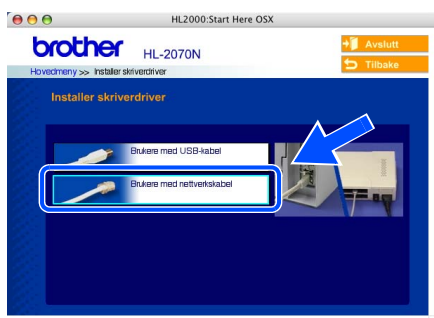 HL2000:Start Here OSX
brother HL-2070N
Avslutt
Tilbake
Hovedmeny >> Installer skriverdriver
Installer skriverdriver
Brukere med USB-kabel
Brukere med nettverkskabel